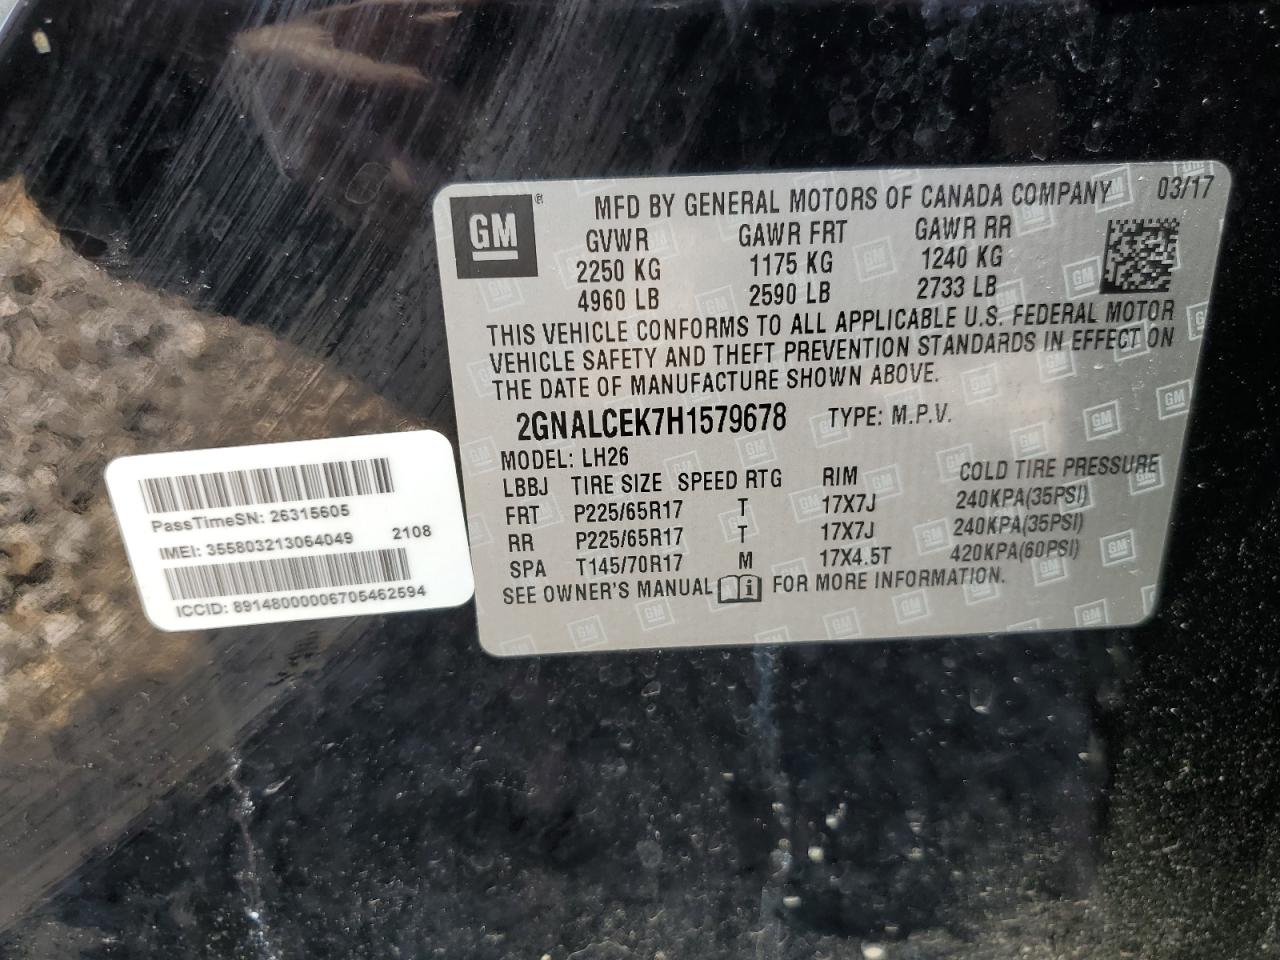 GM ®
MFD BY GENERAL MOTORS OF CANADA COMPANY 03/17
GVWR GAWR FRT GAWR RR
2250 KG 1175 KG 1240 KG
4960 LB 2590 LB 2733 LB
THIS VEHICLE CONFORMS TO ALL APPLICABLE U.S. FEDERAL MOTOR
VEHICLE SAFETY AND THEFT PREVENTION STANDARDS IN EFFECT ON
THE DATE OF MANUFACTURE SHOWN ABOVE.
2GNALCEK7H1579678 TYPE: M.P.V.
MODEL: LH26
LBBJ TIRE SIZE SPEED RTG RIM COLD TIRE PRESSURE
FRT P225/65R17 T 17X7J 240KPA(35PSI)
RR P225/65R17 T 17X7J 240KPA(35PSI)
SPA T145/70R17 M 17X4.5T 420KPA(60PSI)
SEE OWNER'S MANUAL FOR MORE INFORMATION.
PassTimeSN: 26315605
IMEI: 355803213064049 2108
ICCID: 89148000006705462594